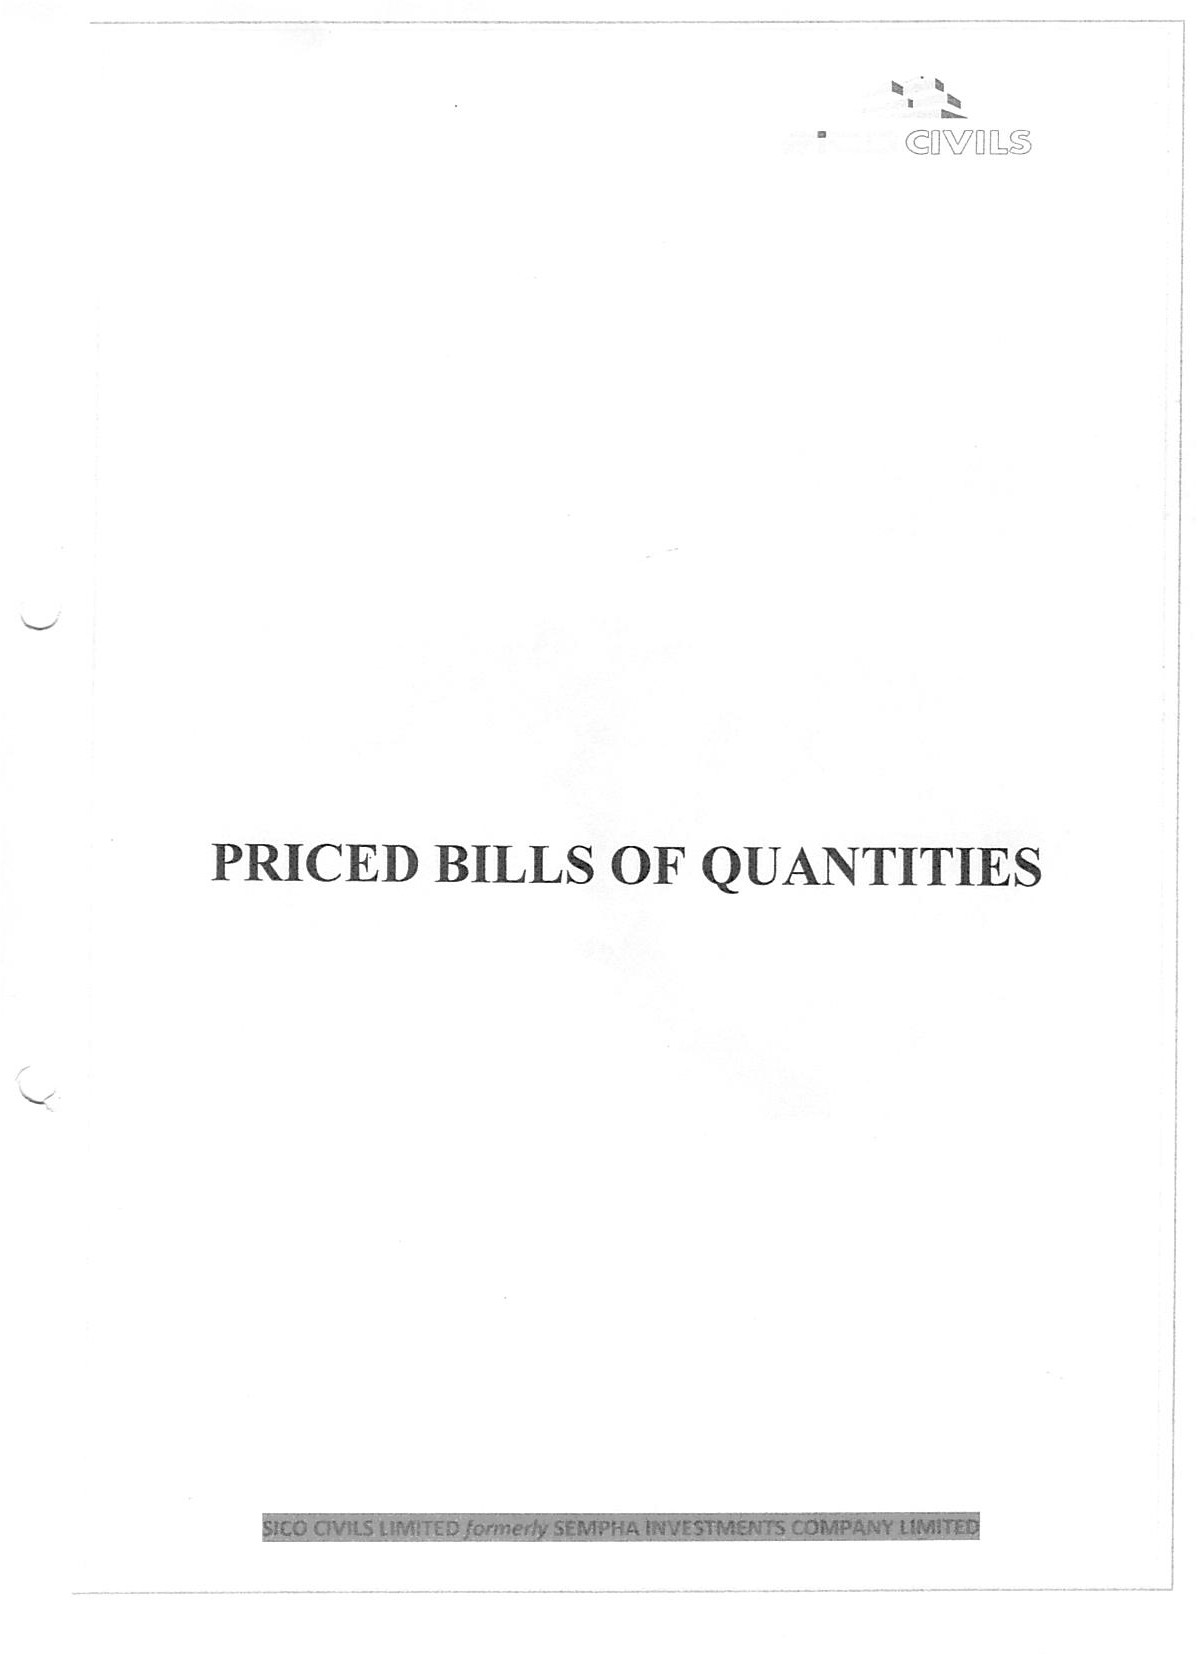 CIVILS
PRICED BILLS OF QUANTITIES
SICO CIVILS LIMITED formerly SEMPHA INVESTMENTS COMPANY LIMITED